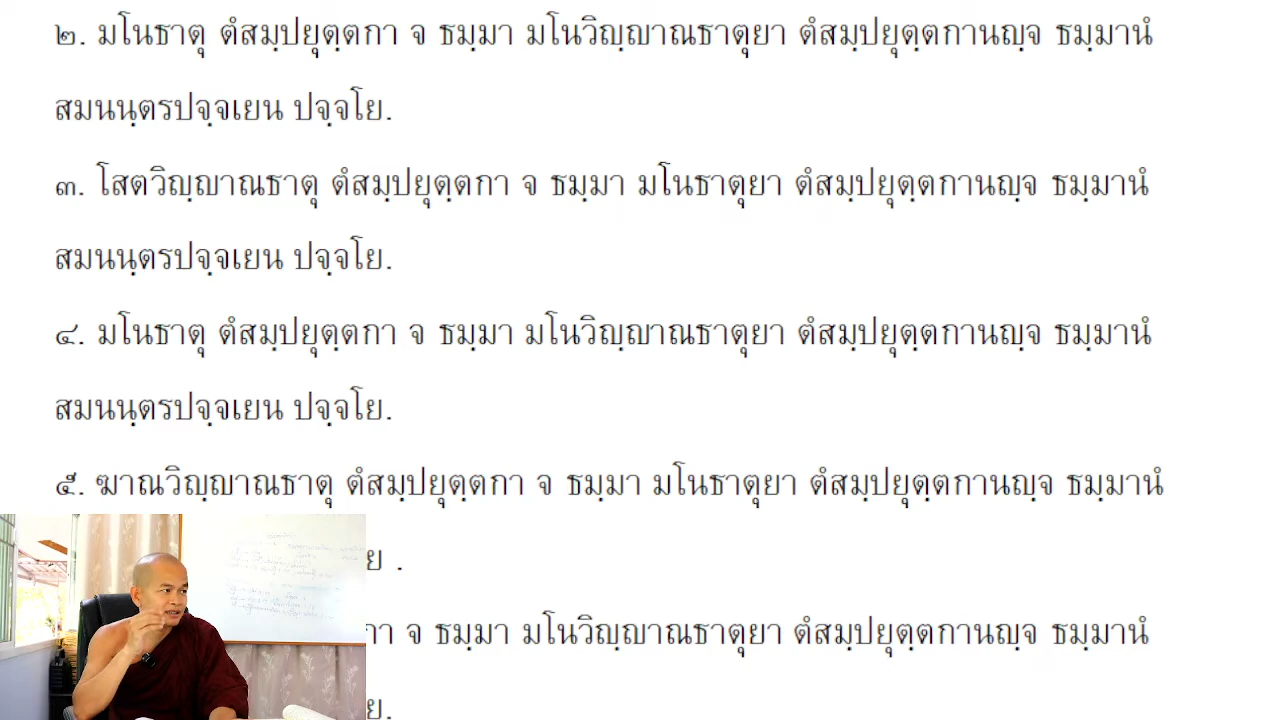 ๒. มโนธาตุ ตํสมฺปยุตฺตกา จ ธมฺมา มโนวิญฺญาณธาตุยา ตํสมฺปยุตฺตกานญฺจ ธมฺมานํ
สมนนฺตรปจฺจเยน ปจฺจโย.
๓. โสตวิญฺญาณธาตุ ตํสมฺปยุตฺตกา จ ธมฺมา มโนธาตุยา ตํสมฺปยุตฺตกานญฺจ ธมฺมานํ
สมนนฺตรปจฺจเยน ปจฺจโย.
๔. มโนธาตุ ตํสมฺปยุตฺตกา จ ธมฺมา มโนวิญฺญาณธาตุยา ตํสมฺปยุตฺตกานญฺจ ธมฺมานํ
สมนนฺตรปจฺจเยน ปจฺจโย.
๕. ฆานวิญฺญาณธาตุ ตํสมฺปยุตฺตกา จ ธมฺมา มโนธาตุยา ตํสมฺปยุตฺตกานญฺจ ธมฺมานํ
ย .
กา จ ธมฺมา มโนวิญฺญาณธาตุยา ตํสมฺปยุตฺตกานญฺจ ธมฺมานํ
ย.